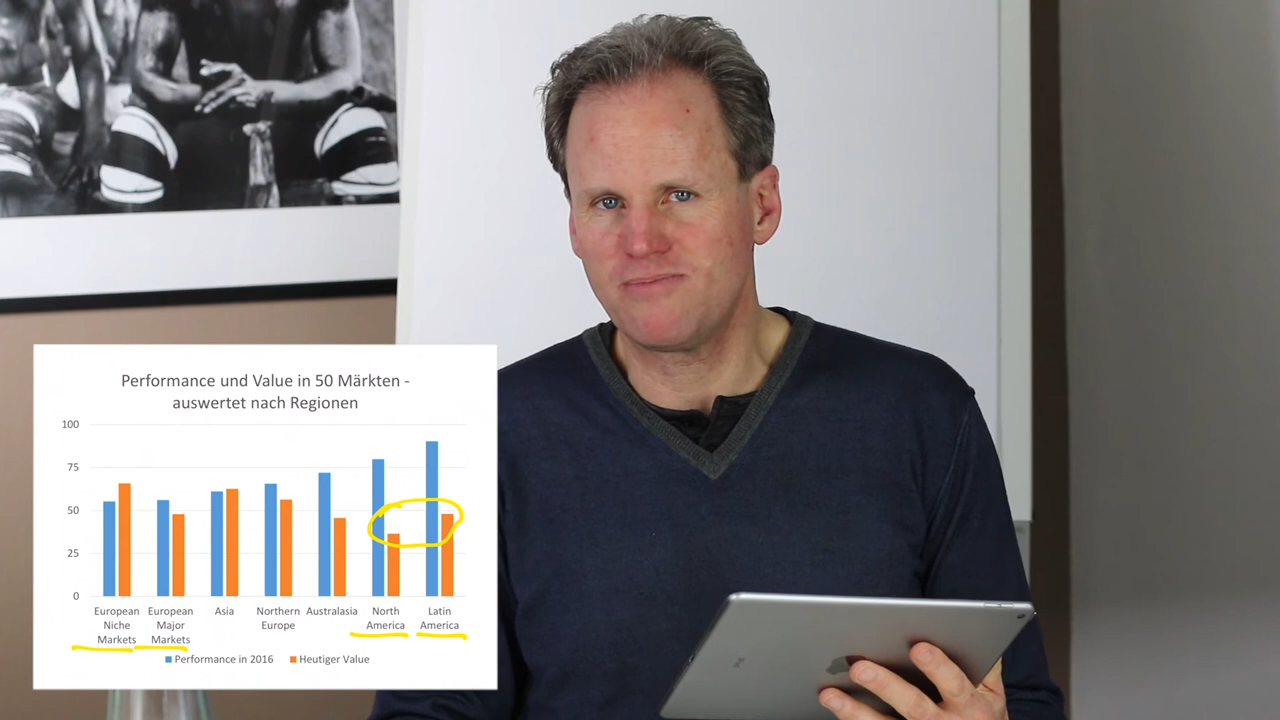 Performance und Value in 50 Märkten -
auswertet nach Regionen
100
75
50
25
0
European Niche Markets
European Major Markets
Asia
Northern Europe
Australasia
North America
Latin America
Performance in 2016
Heutiger Value